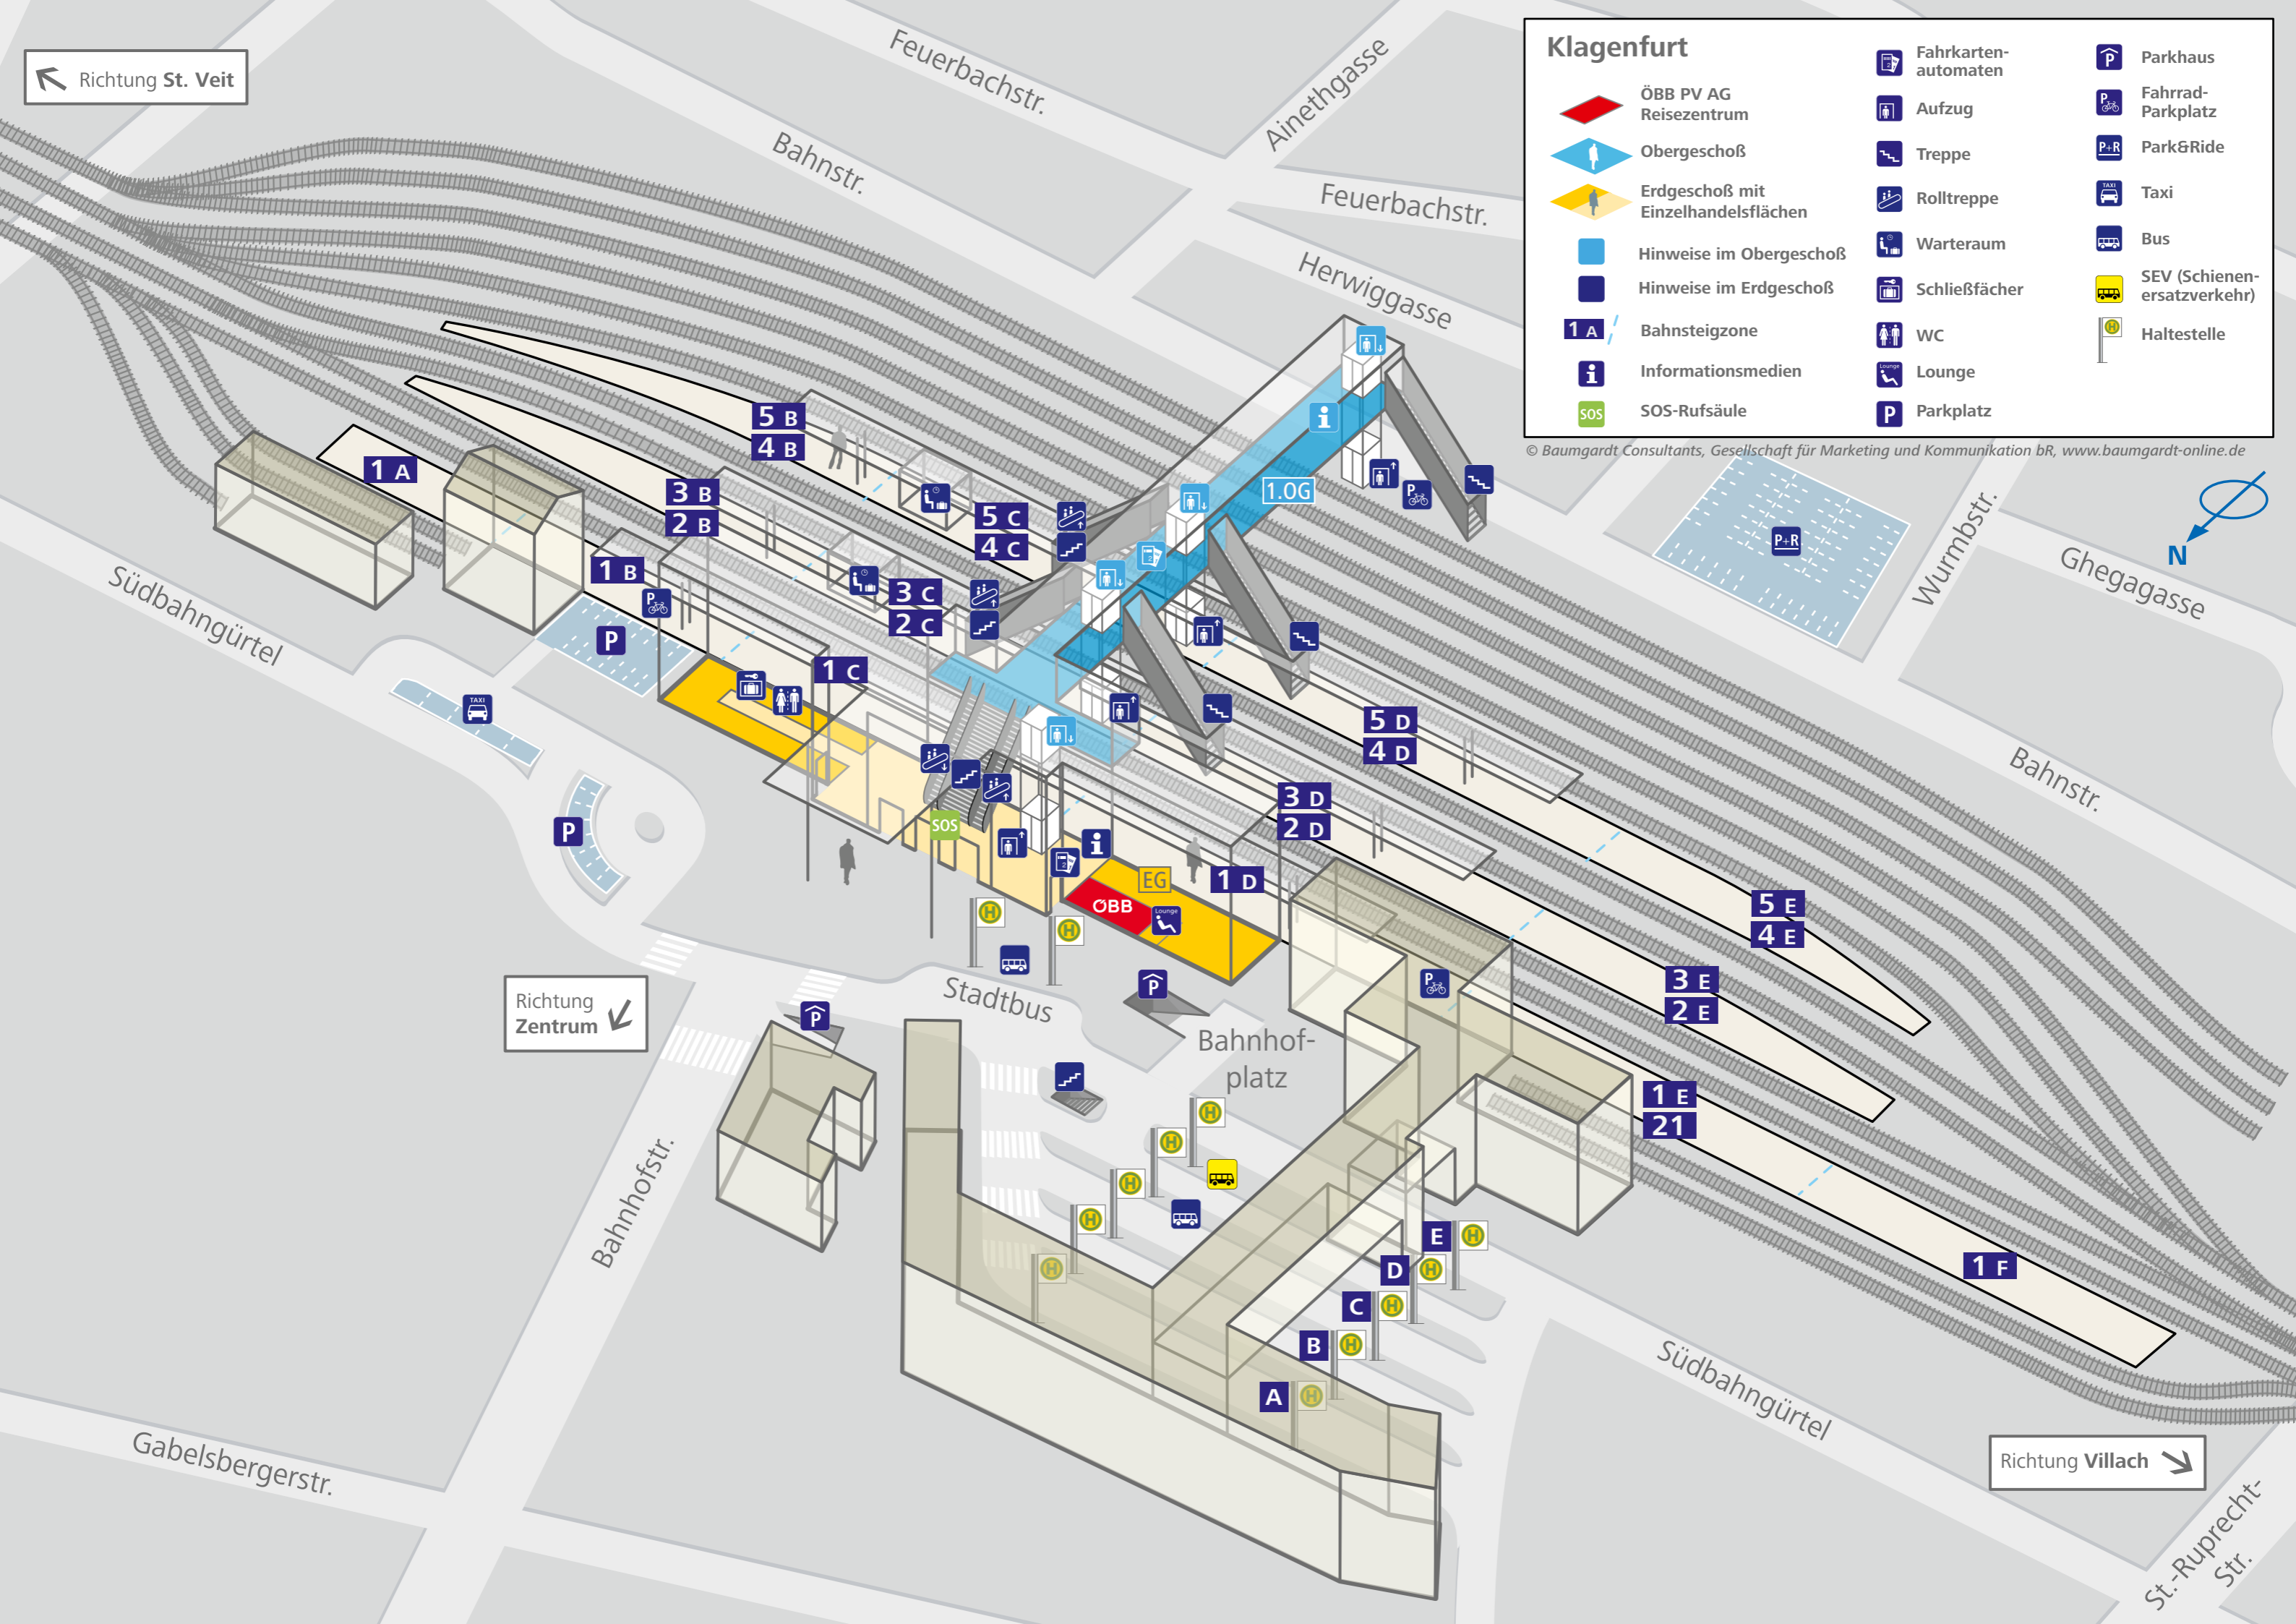 Richtung St. Veit
Feuerbachstr.
Ainethgasse
Bahnstr.
Feuerbachstr.
Herwiggasse
Klagenfurt
ÖBB PV AG
Reisezentrum
Obergeschoß
Erdgeschoß mit
Einzelhandelsflächen
Hinweise im Obergeschoß
Hinweise im Erdgeschoß
1 A
Bahnsteigzone
i
Informationsmedien
SOS
SOS-Rufsäule
Fahrkarten-
automaten
Aufzug
Treppe
Rolltreppe
Warteraum
Schließfächer
WC
Lounge
Lounge
P
Parkplatz
P
Parkhaus
P
Fahrrad-
Parkplatz
P+R
Park&Ride
TAXI
Taxi
Bus
SEV (Schienen-
ersatzverkehr)
H
Haltestelle
© Baumgardt Consultants, Gesellschaft für Marketing und Kommunikation bR, www.baumgardt-online.de
N
P+R
Wurmbstr.
Ghegagasse
Bahnstr.
5 B
4 B
1 A
3 B
2 B
5 C
4 C
i
1.OG
P
1 B
P
P
3 C
2 C
1 C
Südbahngürtel
TAXI
P
5 D
4 D
3 D
2 D
SOS
i
EG
1 D
ÖBB
Lounge
H
H
5 E
4 E
3 E
2 E
P
P
Richtung
Zentrum
Stadtbus
P
Bahnhof-
platz
1 E
21
H
H
H
H
H
Bahnhofstr.
E
H
D
H
C
H
B
H
A
H
1 F
Südbahngürtel
Gabelsbergerstr.
Richtung Villach
St.-Ruprecht-
Str.